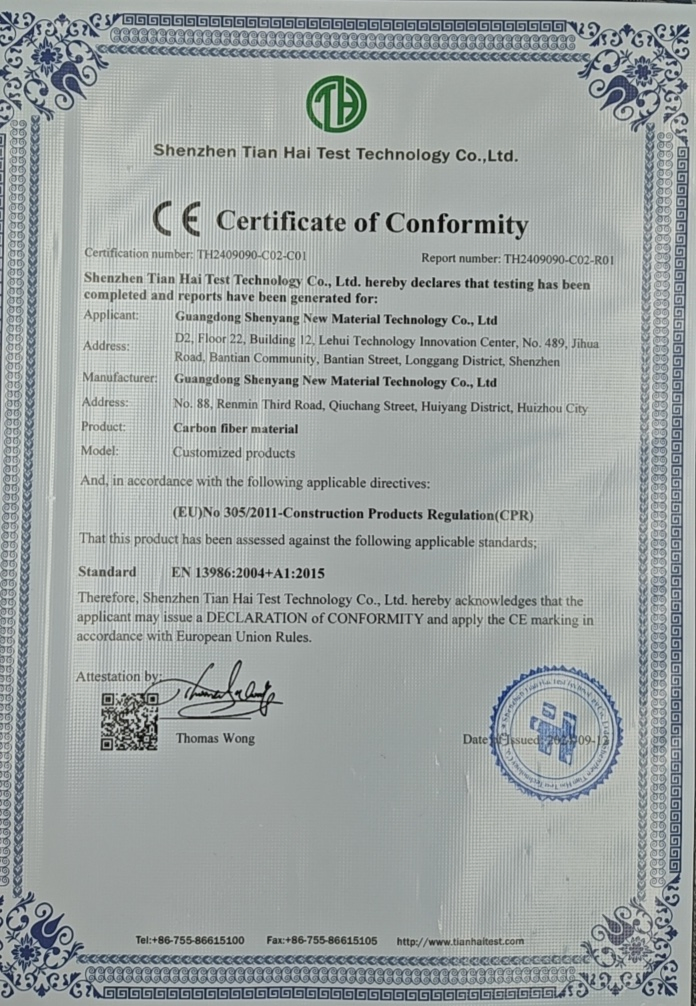 TH
Shenzhen Tian Hai Test Technology Co.,Ltd.
CE Certificate of Conformity
Certification number: TH2409090-C02-C01
Report number: TH2409090-C02-R01
Shenzhen Tian Hai Test Technology Co., Ltd. hereby declares that testing has been
completed and reports have been generated for:
Applicant: Guangdong Shenyang New Material Technology Co., Ltd
Address: D2, Floor 22, Building 12, Lehui Technology Innovation Center, No. 489, Jihua
Road, Bantian Community, Bantian Street, Longgang District, Shenzhen
Manufacturer: Guangdong Shenyang New Material Technology Co., Ltd
Address: No. 88, Renmin Third Road, Qiuchang Street, Huiyang District, Huizhou City
Product: Carbon fiber material
Model: Customized products
And, in accordance with the following applicable directives:
(EU)No 305/2011-Construction Products Regulation(CPR)
That this product has been assessed against the following applicable standards;
Standard EN 13986:2004+A1:2015
Therefore, Shenzhen Tian Hai Test Technology Co., Ltd. hereby acknowledges that the
applicant may issue a DECLARATION of CONFORMITY and apply the CE marking in
accordance with European Union Rules.
Attestation by:
Thomas Wong
Date of Issued:
Tel:+86-755-86615100 Fax:+86-755-86615105 http://www.tianhaitest.com